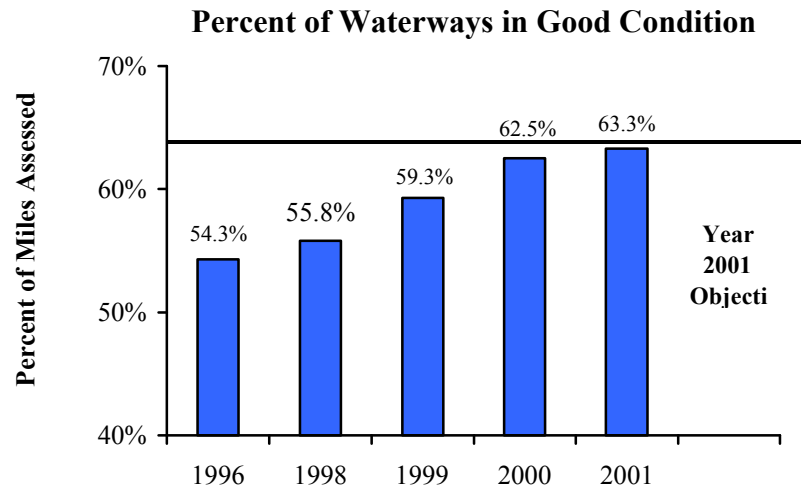 Percent of Waterways in Good Condition
Percent of Miles Assessed
70%
60%
50%
40%
54.3%
55.8%
59.3%
62.5%
63.3%
Year
2001
Objecti
1996 1998 1999 2000 2001